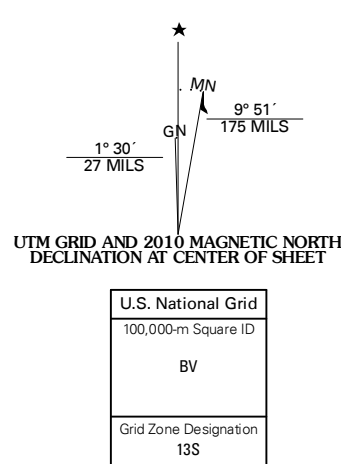 ★
MN
9° 51´
175 MILS
GN
1° 30´
27 MILS
UTM GRID AND 2010 MAGNETIC NORTH
DECLINATION AT CENTER OF SHEET
U.S. National Grid
100,000-m Square ID
BV
Grid Zone Designation
13S